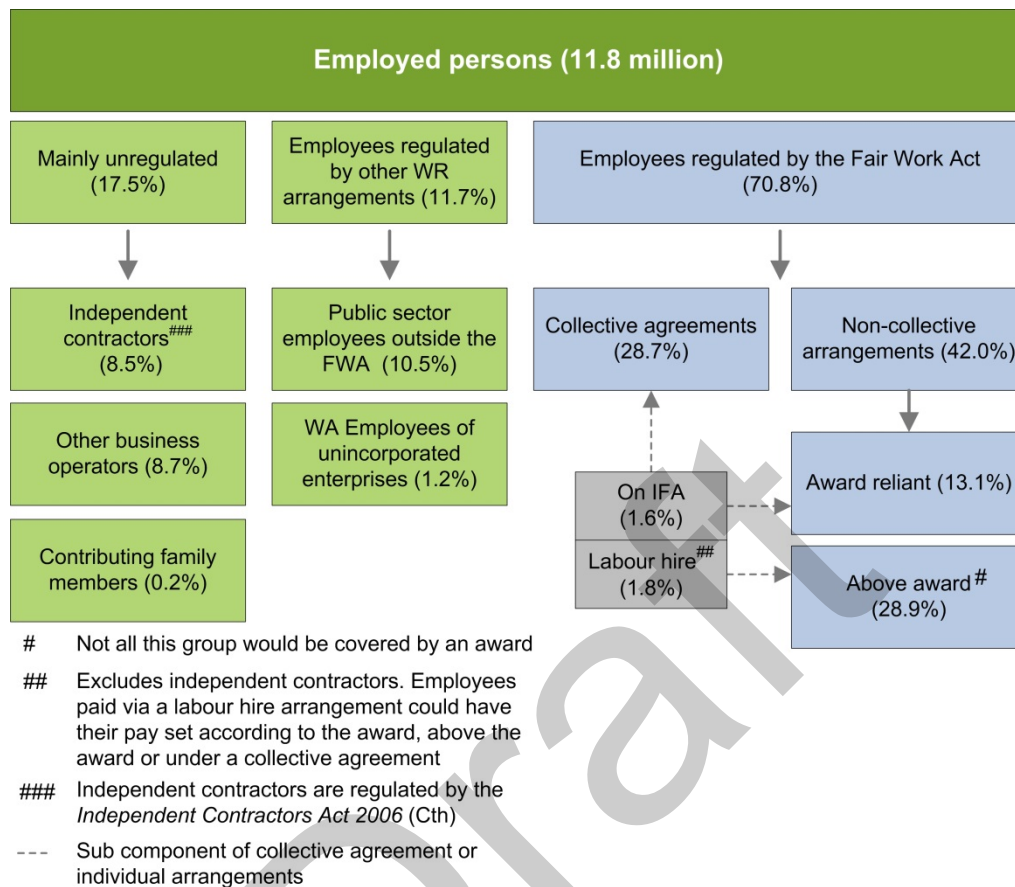 Employed persons (11.8 million)
Mainly unregulated
(17.5%)
Employees regulated
by other WR
arrangements (11.7%)
Employees regulated by the Fair Work Act
(70.8%)
Independent
contractors###
(8.5%)
Public sector
employees outside the
FWA (10.5%)
Collective agreements
(28.7%)
Non-collective
arrangements (42.0%)
Other business
operators (8.7%)
WA Employees of
unincorporated
enterprises (1.2%)
On IFA
(1.6%)
Award reliant (13.1%)
Contributing family
members (0.2%)
Labour hire##
(1.8%)
Above award#
(28.9%)
# Not all this group would be covered by an award
## Excludes independent contractors. Employees
paid via a labour hire arrangement could have
their pay set according to the award, above the
award or under a collective agreement
### Independent contractors are regulated by the
Independent Contractors Act 2006 (Cth)
--- Sub component of collective agreement or
individual arrangements
Draft